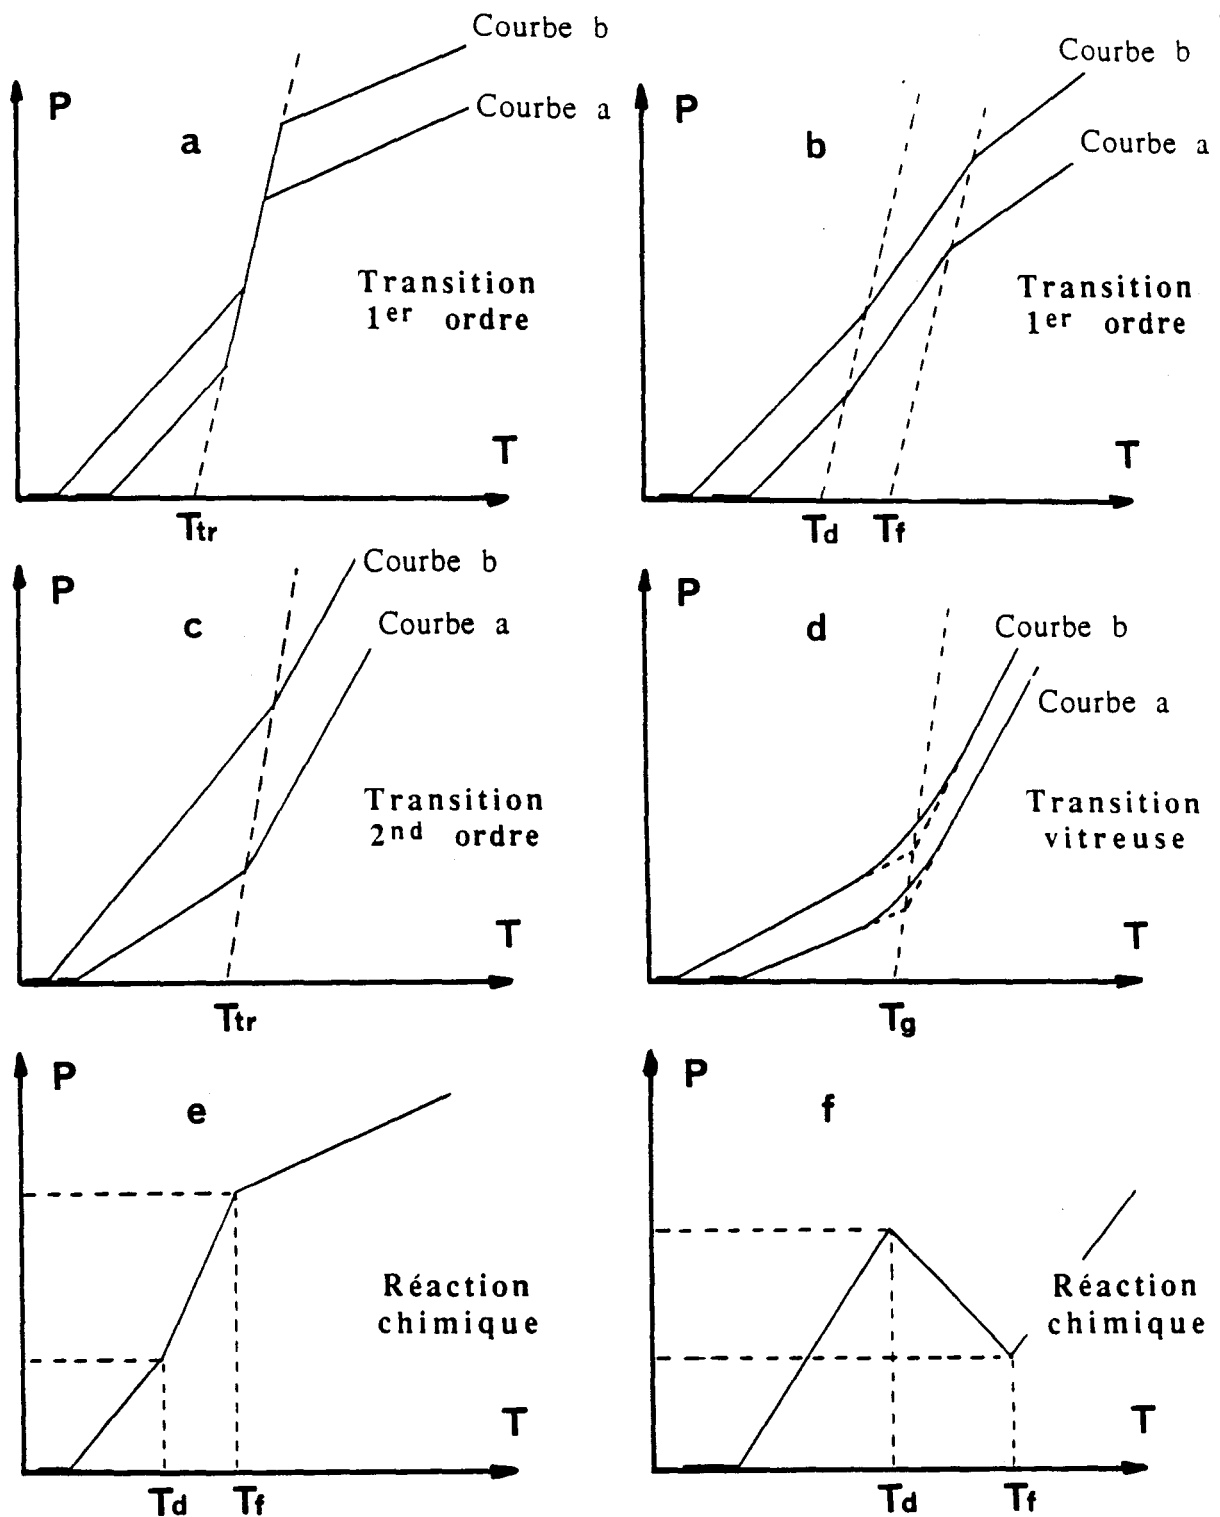 Courbe b
P
Courbe a
a
Transition
1er ordre
T
Ttr
Courbe b
P
b
Courbe a
Transition
1er ordre
T
Td
Tf
Courbe b
P
c
Courbe a
Transition
2nd ordre
T
Ttr
P
d
Courbe b
Courbe a
Transition
vitreuse
T
Tg
P
e
Réaction
chimique
T
Td
Tf
P
f
Réaction
chimique
T
Td
Tf